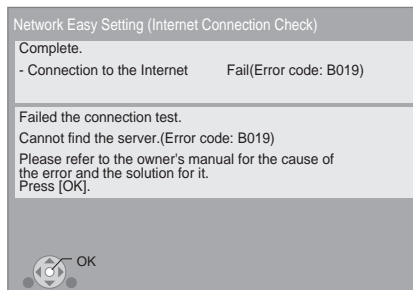 Network Easy Setting (Internet Connection Check)
Complete.
- Connection to the Internet Fail(Error code: B019)
Failed the connection test.
Cannot find the server.(Error code: B019)
Please refer to the owner's manual for the cause of
the error and the solution for it.
Press [OK].
OK